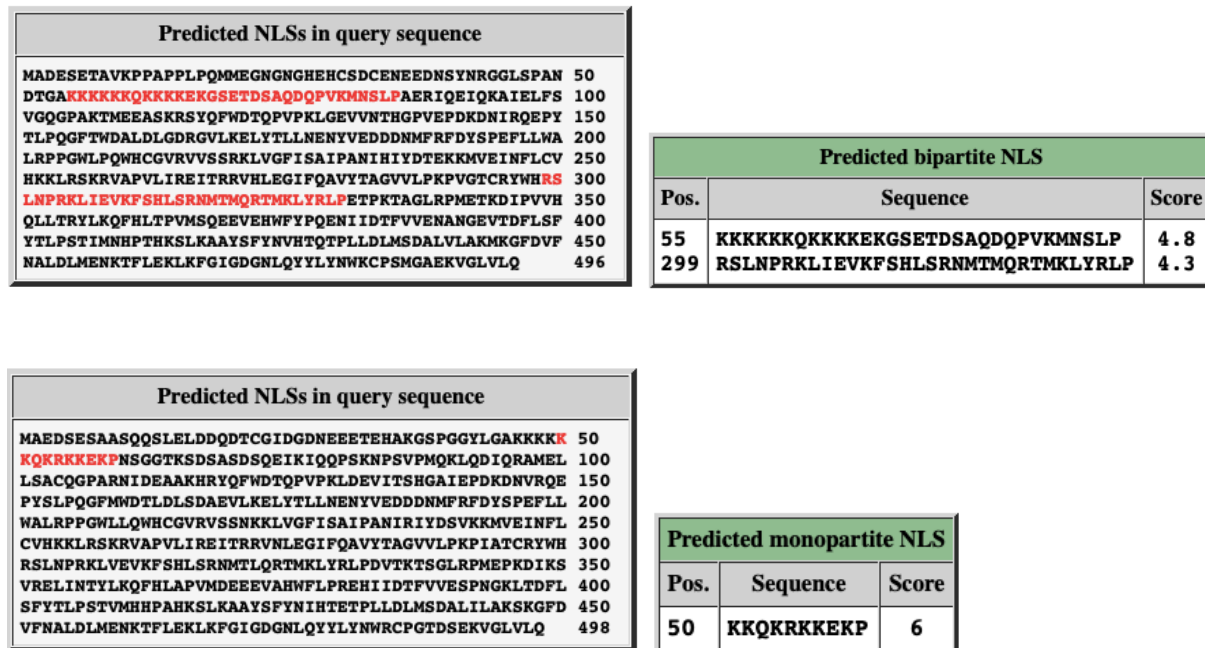 Predicted NLSs in query sequence
MADESETAVKPPAPPLPQMMEGNGNGHEHCSDCENEEDNSYNRGGLSPAN 50
DTGAKKKKKKQKKKKEKGSETDSAQDQPVKMNSLPAERIQEIQKAIELFS 100
VGQGPAKTMEEASKRSYQFWDTQPVPKLGEVVNTHGPVEPDKDNIRQEPY 150
TLPQGFTWDALDLGDRGVLKELYTLLNENYVEDDDNMFRFDYSPEFLLWA 200
LRPPGWLPQWHCGVRVVSSRKLVGFISAIPANIHIYDTEKKMVEINFLCV 250
HKKLRSKRVAPVLIREITRRVHLEGIFQAVYTAGVVLPKPVGTCRYWHRS 300
LNPRKLIEVKFSHLSRNMTMQRTMKLYRLPETPKTAGLRPMETKDIPVVH 350
QLLTRYLKQFHLTPVMSQEEVEHWFYPQENIIDTFVVENANGEVTDFLSF 400
YTLPSTIMNHPTHKSLKAAYSFYNVHTQTPLLDLMSDALVLAKMKGFDVF 450
NALDLMENKTFLEKLKFGIGDGNLQYYLYNWKCPSMGAEKVGLVLQ 496
Predicted bipartite NLS
Pos. Sequence Score
55 KKKKKKQKKKKEKGSETDSAQDQPVKMNSLP 4.8
299 RSLNPRKLIEVKFSHLSRNMTMQRTMKLYRLP 4.3
Predicted NLSs in query sequence
MAEDSESAASQQSLELDDQDTCGIDGDNEEETEHAKGSPGGYLGAKKKKK 50
KQKRKKEKPNSGGTKSDSASDSQEIKIQQPSKNPSVPMQKLQDIQRAMEL 100
LSACQGPARNIDEAAKHRYQFWDTQPVPKLDEVITSHGAIEPDKDNVRQE 150
PYSLPQGFMWDTLDLSDAEVLKELYTLLNENYVEDDDNMFRFDYSPEFLL 200
WALRPPGWLLQWHCGVRVSSNKKLVGFISAIPANIRIYDSVKKMVEINFL 250
CVHKKLRSKRVAPVLIREITRRVNLEGIFQAVYTAGVVLPKPIATCRYWH 300
RSLNPRKLVEVKFSHLSRNMTLQRTMKLYRLPDVTKTSGLRPMEPKDIKS 350
VRELINTYLKQFHLAPVMDEEEVAHWFLPREHIIDTFVVESPNGKLTDFL 400
SFYTLPSTVMHHPAHKSLKAAYSFYNIHTETPLLDLMSDALILAKSKGFD 450
VFNALDLMENKTFLEKLKFGIGDGNLQYYLYNWRCPGTDSEKVGLVLQ 498
Predicted monopartite NLS
Pos. Sequence Score
50 KKQKRKKEKP 6